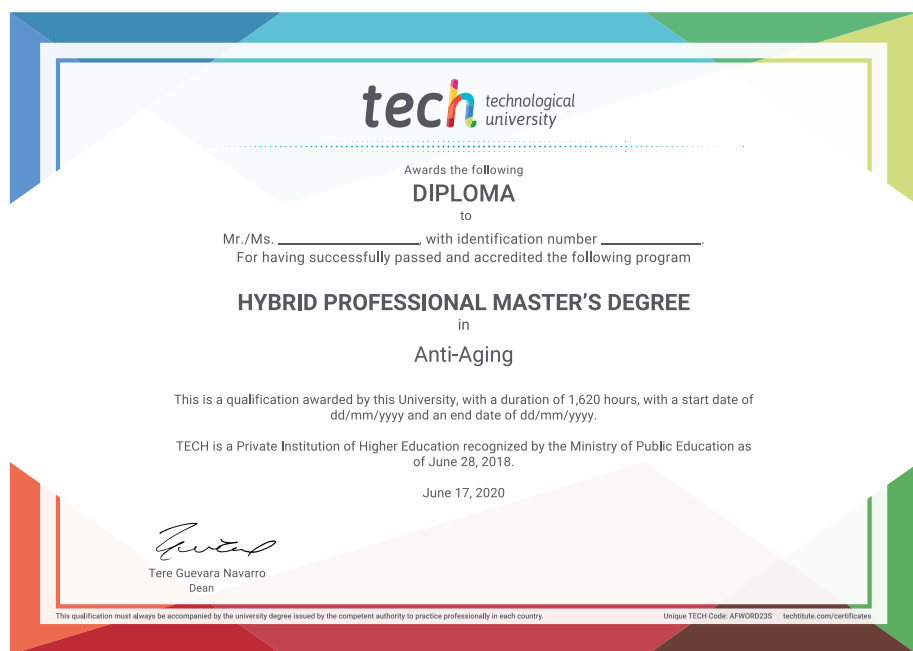 tech technological
university
Awards the following
DIPLOMA
to
Mr./Ms. ____________________, with identification number ______________.
For having successfully passed and accredited the following program
HYBRID PROFESSIONAL MASTER'S DEGREE
in
Anti-Aging
This is a qualification awarded by this University, with a duration of 1,620 hours, with a start date of
dd/mm/yyyy and an end date of dd/mm/yyyy.
TECH is a Private Institution of Higher Education recognized by the Ministry of Public Education as
of June 28, 2018.
June 17, 2020
Tere Guevara Navarro
Dean
This qualification must always be accompanied by the university degree issued by the competent authority to practice professionally in each country. Unique TECH Code: AFWORD23S techtitute.com/certificates